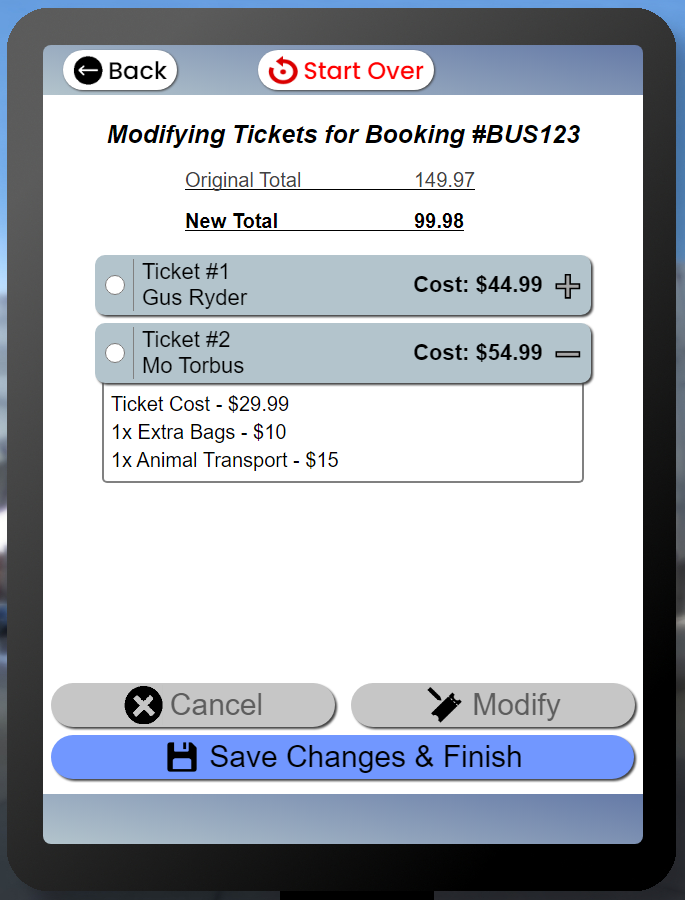 Back
Start Over
Modifying Tickets for Booking #BUS123
Original Total 149.97
New Total 99.98
Ticket #1
Gus Ryder
Cost: $44.99
Ticket #2
Mo Torbus
Cost: $54.99
Ticket Cost - $29.99
1x Extra Bags - $10
1x Animal Transport - $15
Cancel
Modify
Save Changes & Finish